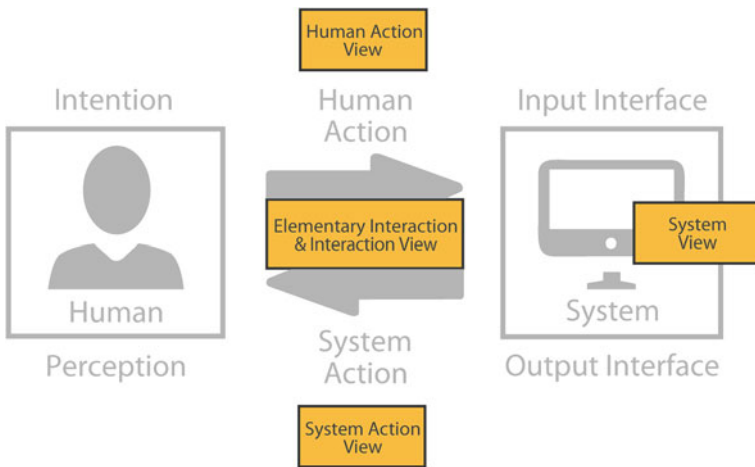 Human Action
View
Intention
Human
Action
Input Interface
Elementary Interaction
& Interaction View
System
View
Human
System
Perception
System
Action
Output Interface
System Action
View